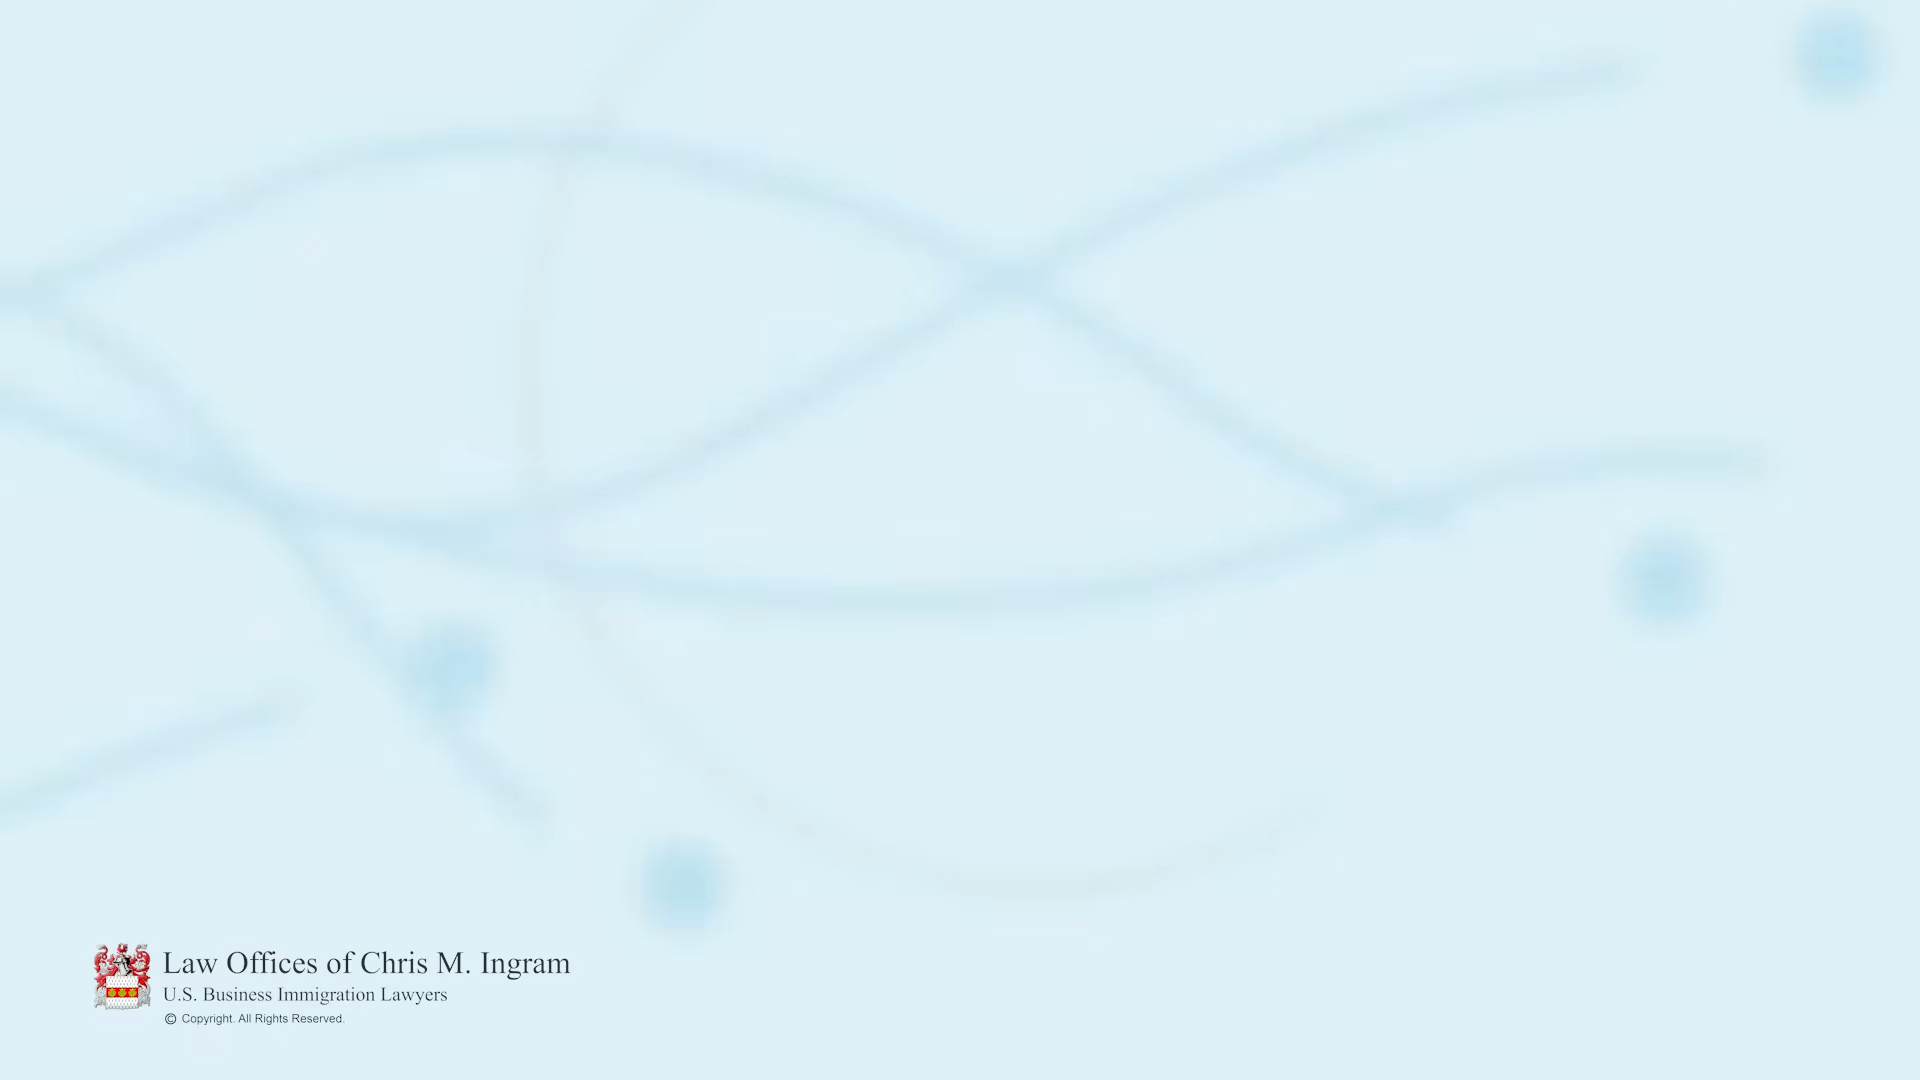 Law Offices of Chris M. Ingram
U.S. Business Immigration Lawyers
© Copyright. All Rights Reserved.